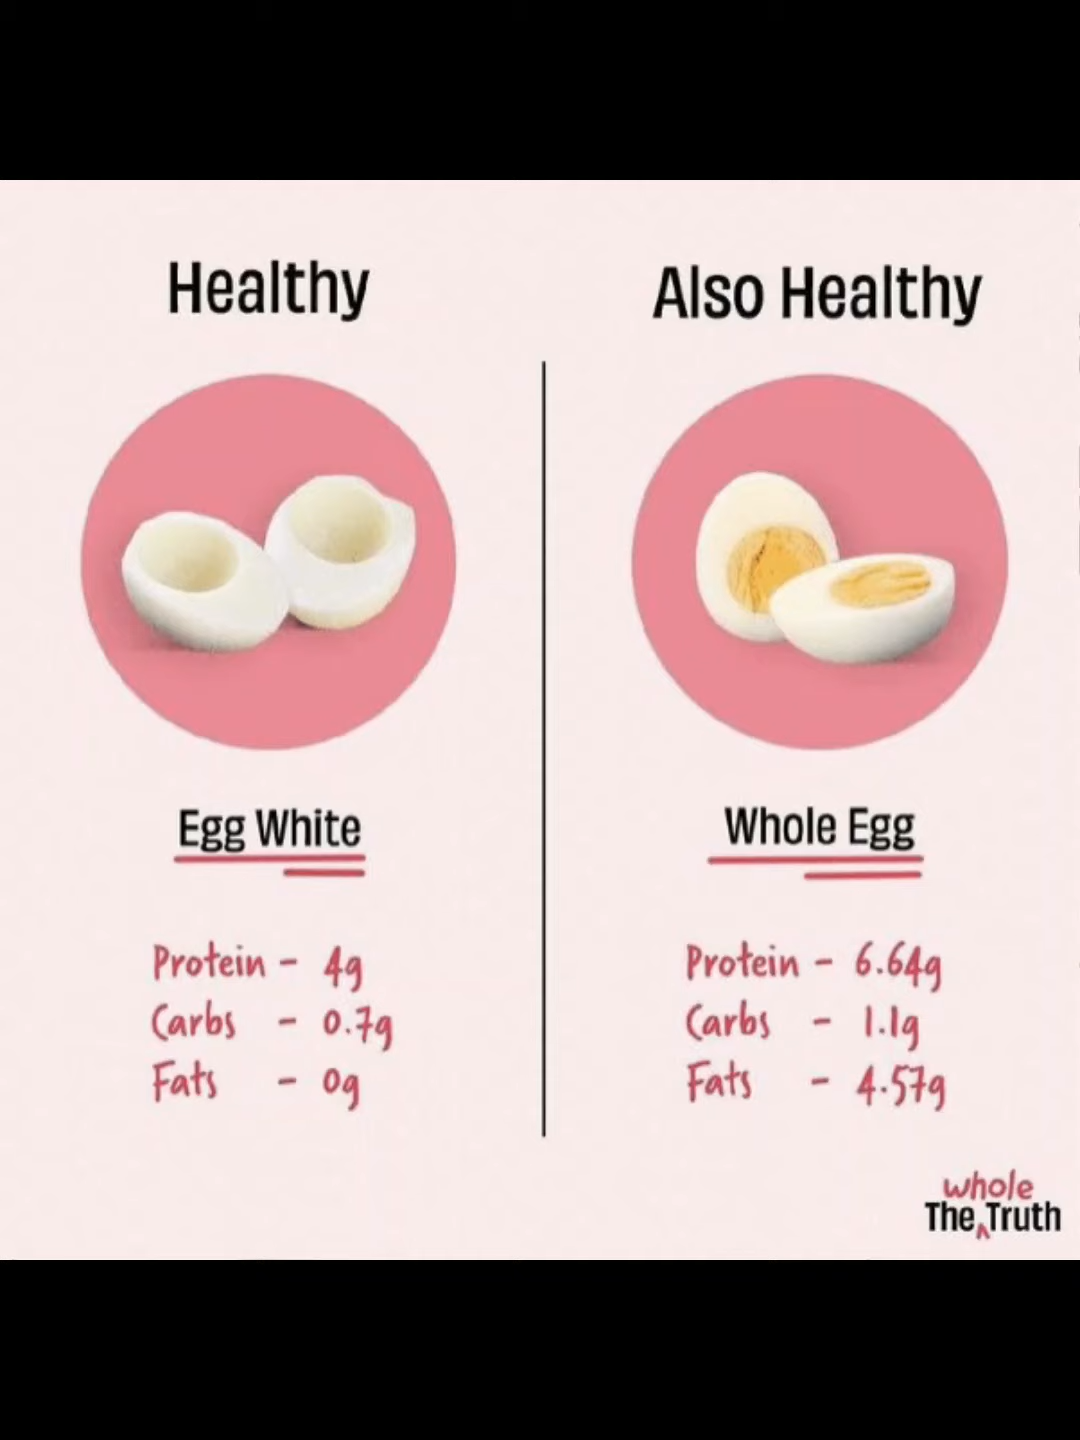 Healthy
Egg White
Protein - 4g
Carbs - 0.7g
Fats - 0g
Also Healthy
Whole Egg
Protein - 6.64g
Carbs - 1.1g
Fats - 4.57g
whole
The ^ Truth